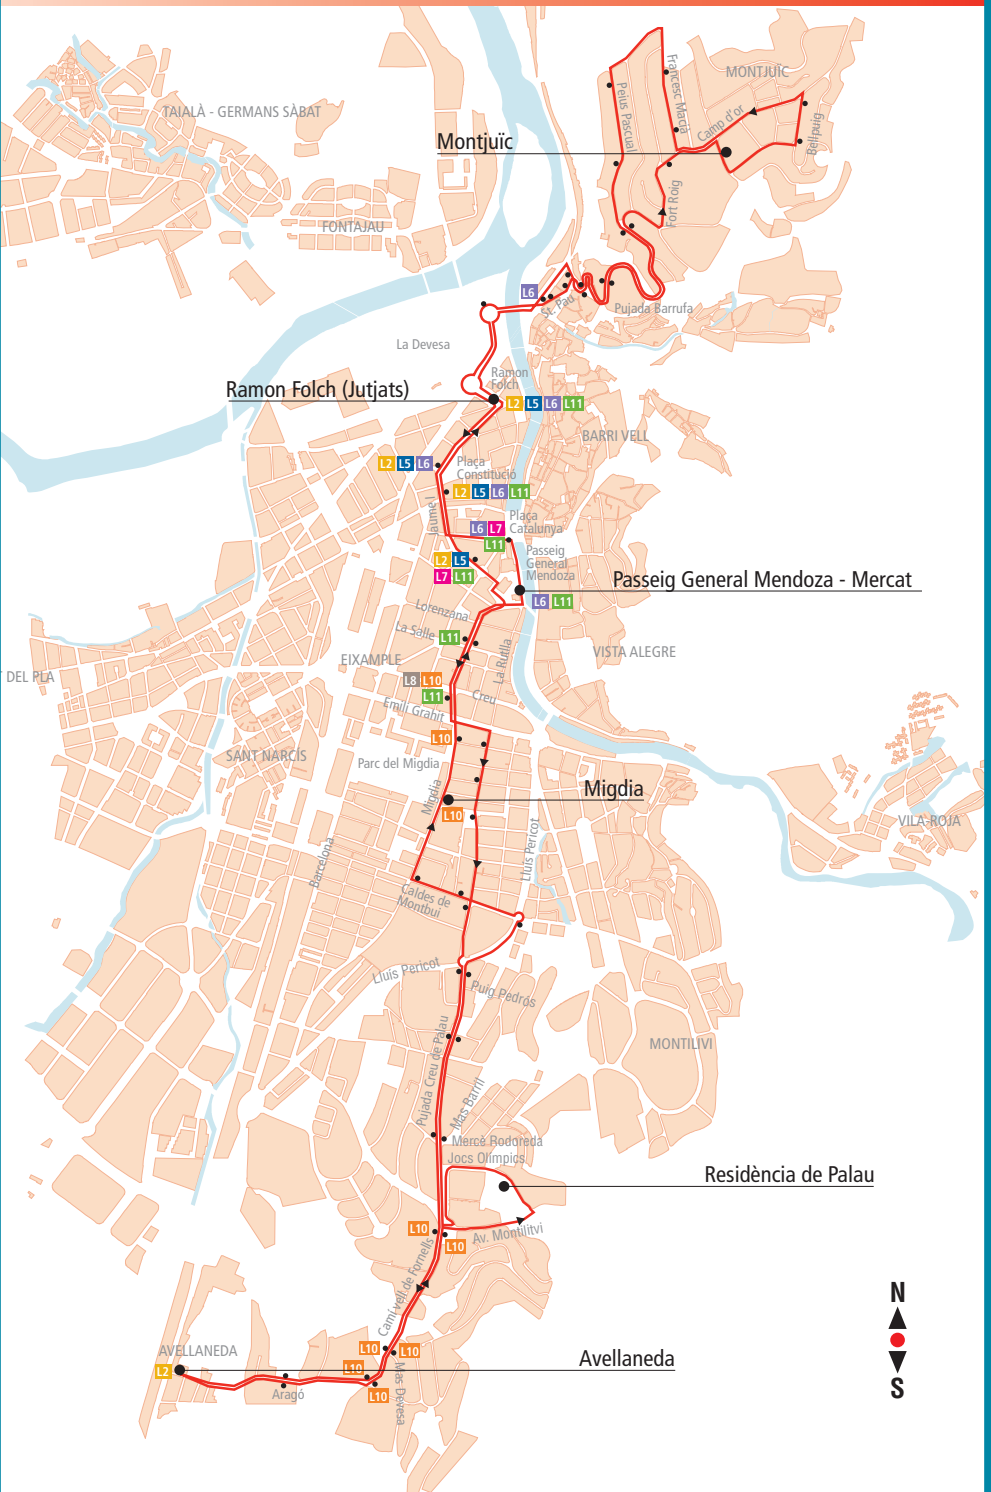 MONTJUÏC
Francesc Macià
Peius Pascual
Camp d'or
Bellpuig
TAIALÀ - GERMANS SÀBAT
Montjuïc
Fort Roig
FONTAJAU
L6
St. Pau
Pujada Barrufa
La Devesa
Ramon
Folch
Ramon Folch (Jutjats)
L2 L5 L6 L11
BARRI VELL
L2 L5 L6
Plaça
Constitució
L2 L5 L6 L11
Jaume I
Plaça
Catalunya
L6 L7
L11
Passeig
General
Mendoza
L2 L5
L7 L11
Passeig General Mendoza - Mercat
L6 L11
Lorenzana
La Salle
L11
La Rutlla
VISTA ALEGRE
EIXAMPLE
T DEL PLA
L8 L10
L11
Creu
Emili Grahit
L10
SANT NARCÍS
Parc del Migdia
Migdia
Migdia
L10
VILA-ROJA
Barcelona
Lluís Pericot
Caldes de
Montbui
Lluís Pericot
Puig Pedrós
Pujada Creu de Palau
MONTILIVI
Mas Barril
Mercè Rodoreda
Jocs Olímpics
Residència de Palau
L10
L10
Av. Montilitvi
Camí vell de Fornells
N
S
AVELLANEDA
L10
L10
Avellaneda
L2
L10
L10
Aragó
Mas Devesa